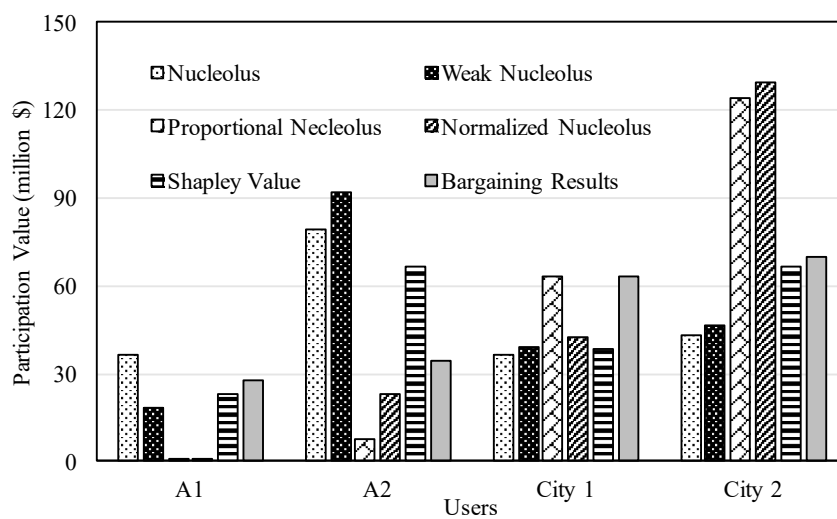 150
120
90
60
30
0
Participation Value (million $)
Nucleolus
Weak Nucleolus
Proportional Necleolus
Normalized Nucleolus
Shapley Value
Bargaining Results
A1
A2
City 1
City 2
Users